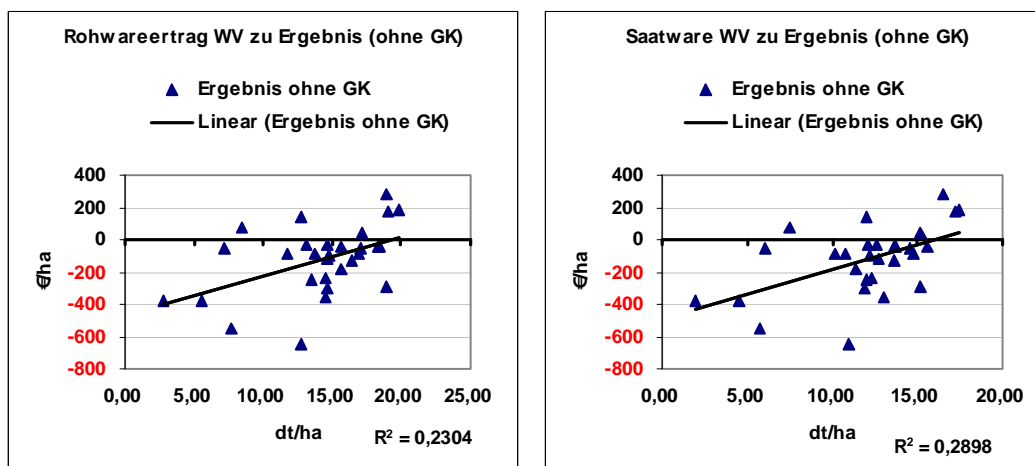 Rohwareertrag WV zu Ergebnis (ohne GK)
Ergebnis ohne GK
Linear (Ergebnis ohne GK)
400
200
0
-200
-400
-600
-800
€/ha
0,00 5,00 10,00 15,00 20,00 25,00
dt/ha
R² = 0,2304
Saatware WV zu Ergebnis (ohne GK)
Ergebnis ohne GK
Linear (Ergebnis ohne GK)
400
200
0
-200
-400
-600
-800
€/ha
0,00 5,00 10,00 15,00 20,00
dt/ha
R² = 0,2898